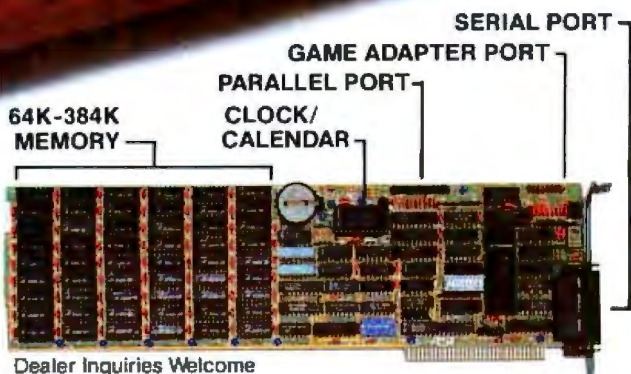 SERIAL PORT
GAME ADAPTER PORT
PARALLEL PORT
64K-384K
MEMORY
CLOCK/
CALENDAR
Dealer Inquiries Welcome